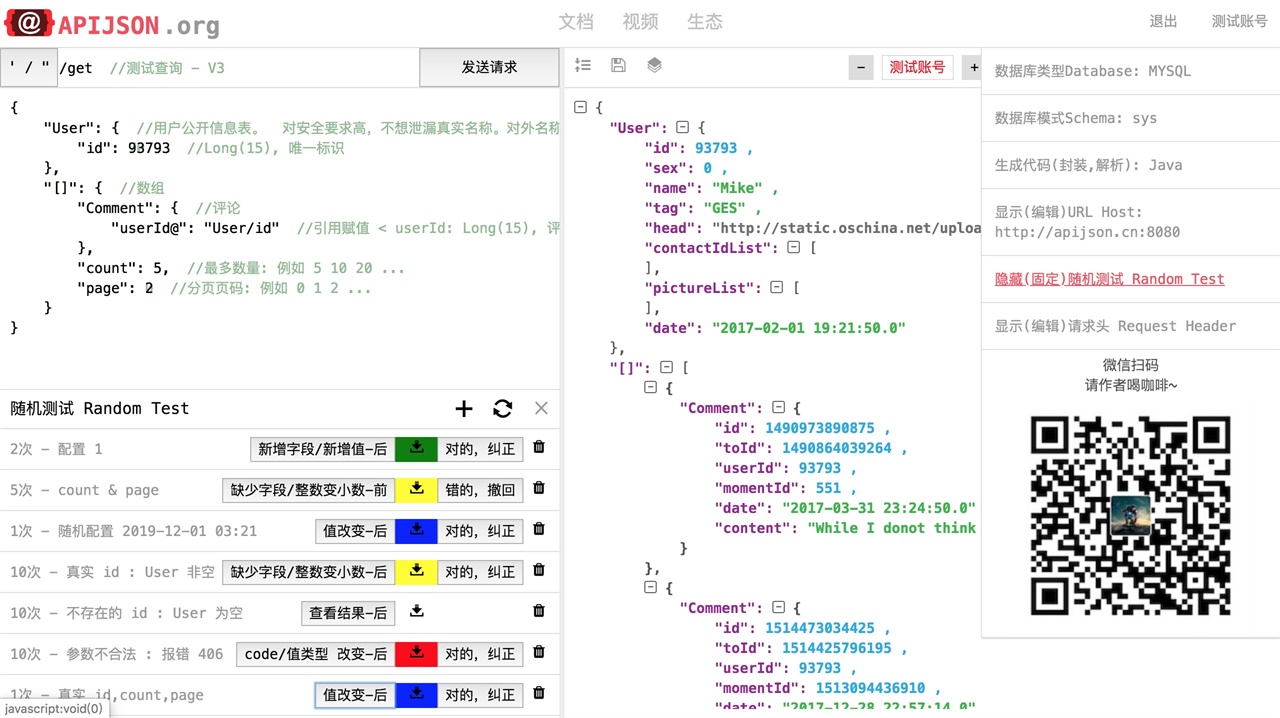 @ APIJSON.org
文档 视频 生态
退出 测试账号
' / " /get //测试查询 - V3
发送请求
{
"User": { //用户公开信息表。 对安全要求高，不想泄漏真实名称。对外名称
"id": 93793 //Long(15), 唯一标识
},
"[]": { //数组
"Comment": { //评论
"userId@": "User/id" //引用赋值 < userId: Long(15), 评
},
"count": 5, //最多数量: 例如 5 10 20 ...
"page": 2 //分页页码: 例如 0 1 2 ...
}
}
随机测试 Random Test
2次 - 配置 1 新增字段/新增值-后 对的，纠正
5次 - count & page 缺少字段/整数变小数-前 错的，撤回
1次 - 随机配置 2019-12-01 03:21 值改变-后 对的，纠正
10次 - 真实 id : User 非空 缺少字段/整数变小数-后 对的，纠正
10次 - 不存在的 id : User 为空 查看结果-后
10次 - 参数不合法 : 报错 406 code/值类型 改变-后 对的，纠正
1次 - 真实 id,count,page 值改变-后 对的，纠正
javascript:void(0)
- 测试账号 +
{
"User": {
"id": 93793 ,
"sex": 0 ,
"name": "Mike" ,
"tag": "GES" ,
"head": "http://static.oschina.net/uploa
"contactIdList": [
],
"pictureList": [
],
"date": "2017-02-01 19:21:50.0"
},
"[]": [
{
"Comment": {
"id": 1490973890875 ,
"toId": 1490864039264 ,
"userId": 93793 ,
"momentId": 551 ,
"date": "2017-03-31 23:24:50.0"
"content": "While I donot think
}
},
{
"Comment": {
"id": 1514473034425 ,
"toId": 1514425796195 ,
"userId": 93793 ,
"momentId": 1513094436910 ,
"date": "2017-12-28 22:57:14.0"
数据库类型Database: MYSQL
数据库模式Schema: sys
生成代码(封装,解析): Java
显示(编辑)URL Host:
http://apijson.cn:8080
隐藏(固定)随机测试 Random Test
显示(编辑)请求头 Request Header
微信扫码
请作者喝咖啡~